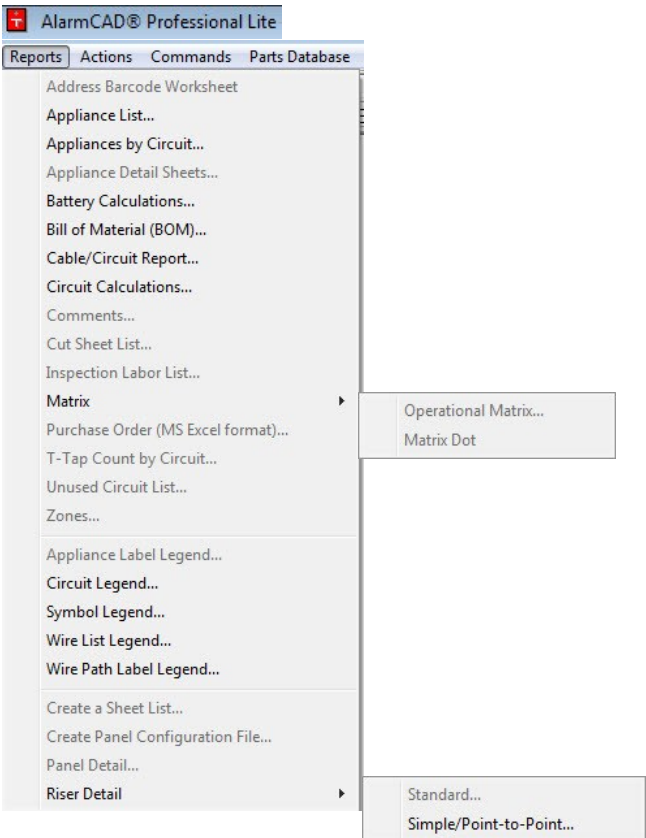 AlarmCAD® Professional Lite
Reports Actions Commands Parts Database
Address Barcode Worksheet
Appliance List...
Appliances by Circuit...
Appliance Detail Sheets...
Battery Calculations...
Bill of Material (BOM)...
Cable/Circuit Report...
Circuit Calculations...
Comments...
Cut Sheet List...
Inspection Labor List...
Matrix
Operational Matrix...
Matrix Dot
Purchase Order (MS Excel format)...
T-Tap Count by Circuit...
Unused Circuit List...
Zones...
Appliance Label Legend...
Circuit Legend...
Symbol Legend...
Wire List Legend...
Wire Path Label Legend...
Create a Sheet List...
Create Panel Configuration File...
Panel Detail...
Riser Detail
Standard...
Simple/Point-to-Point...